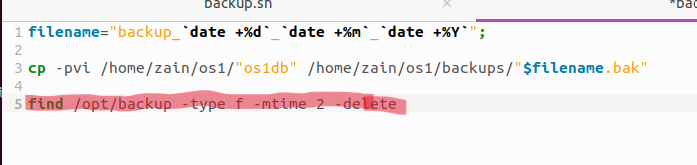 backup.sh
*bac
1 filename="backup_`date +%d`_`date +%m`_`date +%Y`";
2
3 cp -pvi /home/zain/os1/"os1db" /home/zain/os1/backups/"$filename.bak"
4
5 find /opt/backup -type f -mtime 2 -delete